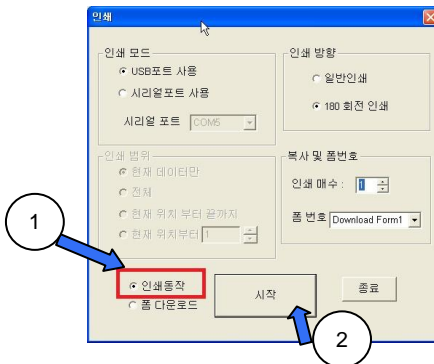 인쇄
인쇄 모드
USB포트 사용
시리얼포트 사용
시리얼 포트 COM5
인쇄 방향
일반인쇄
180 회전 인쇄
인쇄 범위
현재 데이터만
전체
현재 위치 부터 끝까지
현재 위치부터 1
복사 및 폼번호
인쇄 매수 : 1
폼 번호 Download Form1
1
인쇄동작
폼 다운로드
시작
종료
2